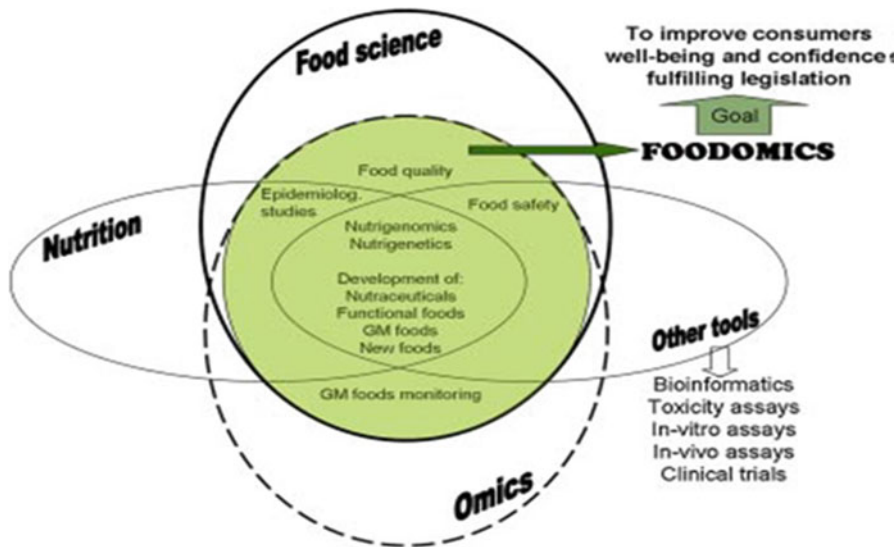 Food science
To improve consumers
well-being and confidence
fulfilling legislation
Goal
FOODOMICS
Food quality
Epidemiolog.
studies
Food safety
Nutrition
Nutrigenomics
Nutrigenetics
Development of:
Nutraceuticals
Functional foods
GM foods
New foods
Other tools
GM foods monitoring
Bioinformatics
Toxicity assays
In-vitro assays
In-vivo assays
Clinical trials
Omics